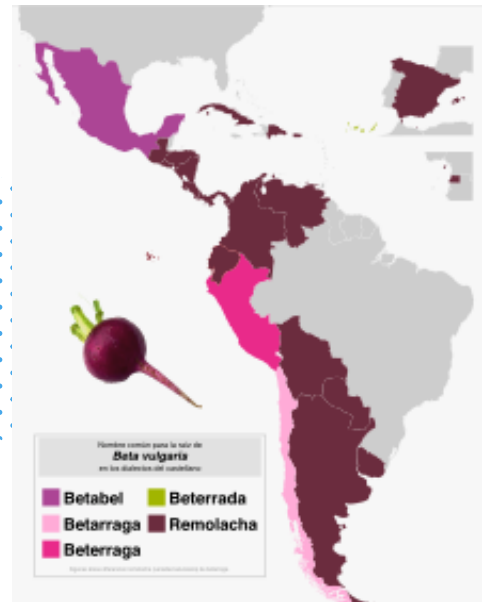 Nombre común para la raíz de
Beta vulgaris
en los dialectos del castellano
Betabel
Beterrada
Betarraga
Remolacha
Beterraga